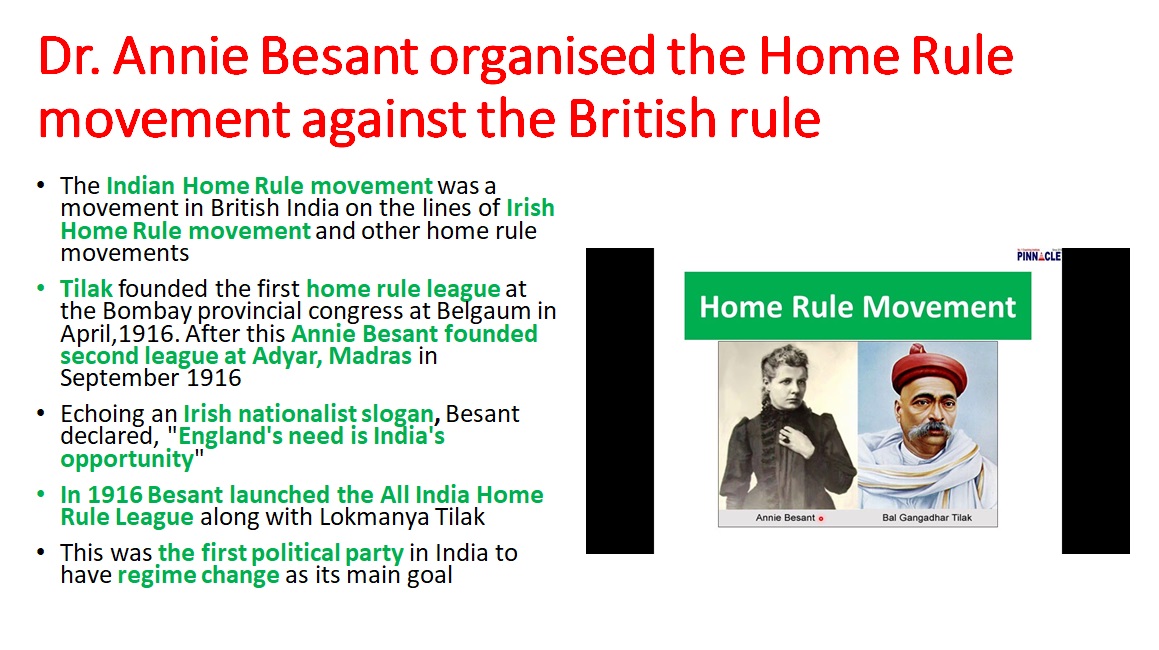 Dr. Annie Besant organised the Home Rule
movement against the British rule
• The Indian Home Rule movement was a
movement in British India on the lines of Irish
Home Rule movement and other home rule
movements
• Tilak founded the first home rule league at
the Bombay provincial congress at Belgaum in
April,1916. After this Annie Besant founded
second league at Adyar, Madras in
September 1916
• Echoing an Irish nationalist slogan, Besant
declared, "England's need is India's
opportunity"
• In 1916 Besant launched the All India Home
Rule League along with Lokmanya Tilak
• This was the first political party in India to
have regime change as its main goal
PINNACLE
Home Rule Movement
Annie Besant
Bal Gangadhar Tilak